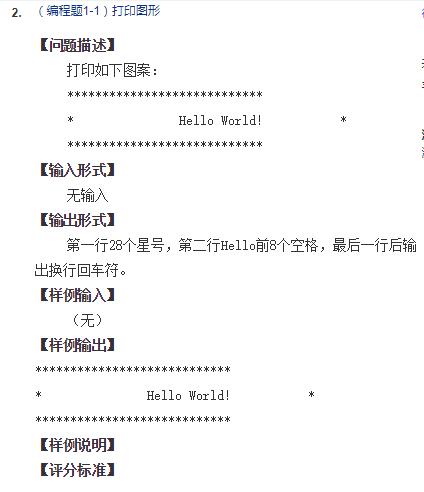 2. （编程题1-1）打印图形
【问题描述】
打印如下图案：
****************************
*               Hello World!           *
****************************
【输入形式】
无输入
【输出形式】
第一行28个星号，第二行Hello前8个空格，最后一行后输
出换行回车符。
【样例输入】
（无）
【样例输出】
****************************
*               Hello World!           *
****************************
【样例说明】
【评分标准】